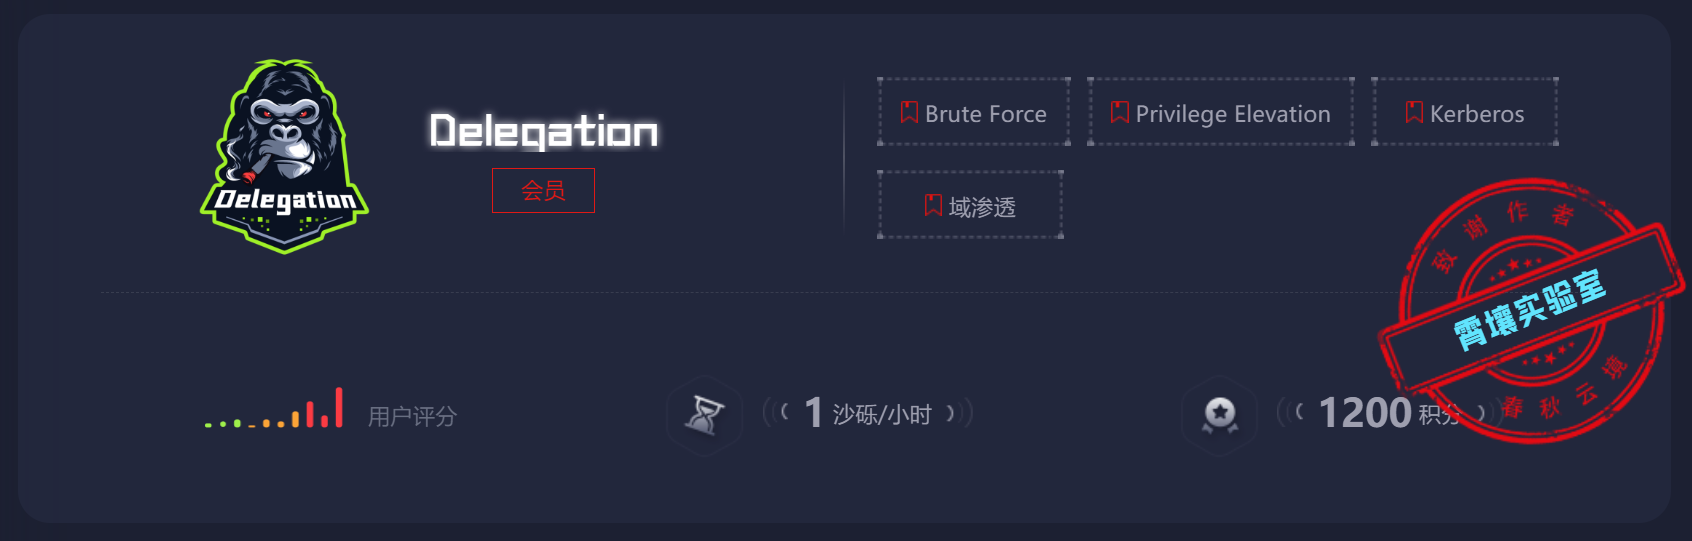 Delegation
Delegation
会员
Brute Force
Privilege Elevation
Kerberos
域渗透
致谢作者
霄壤实验室
春秋云境
用户评分
1 沙砾/小时
1200 积分